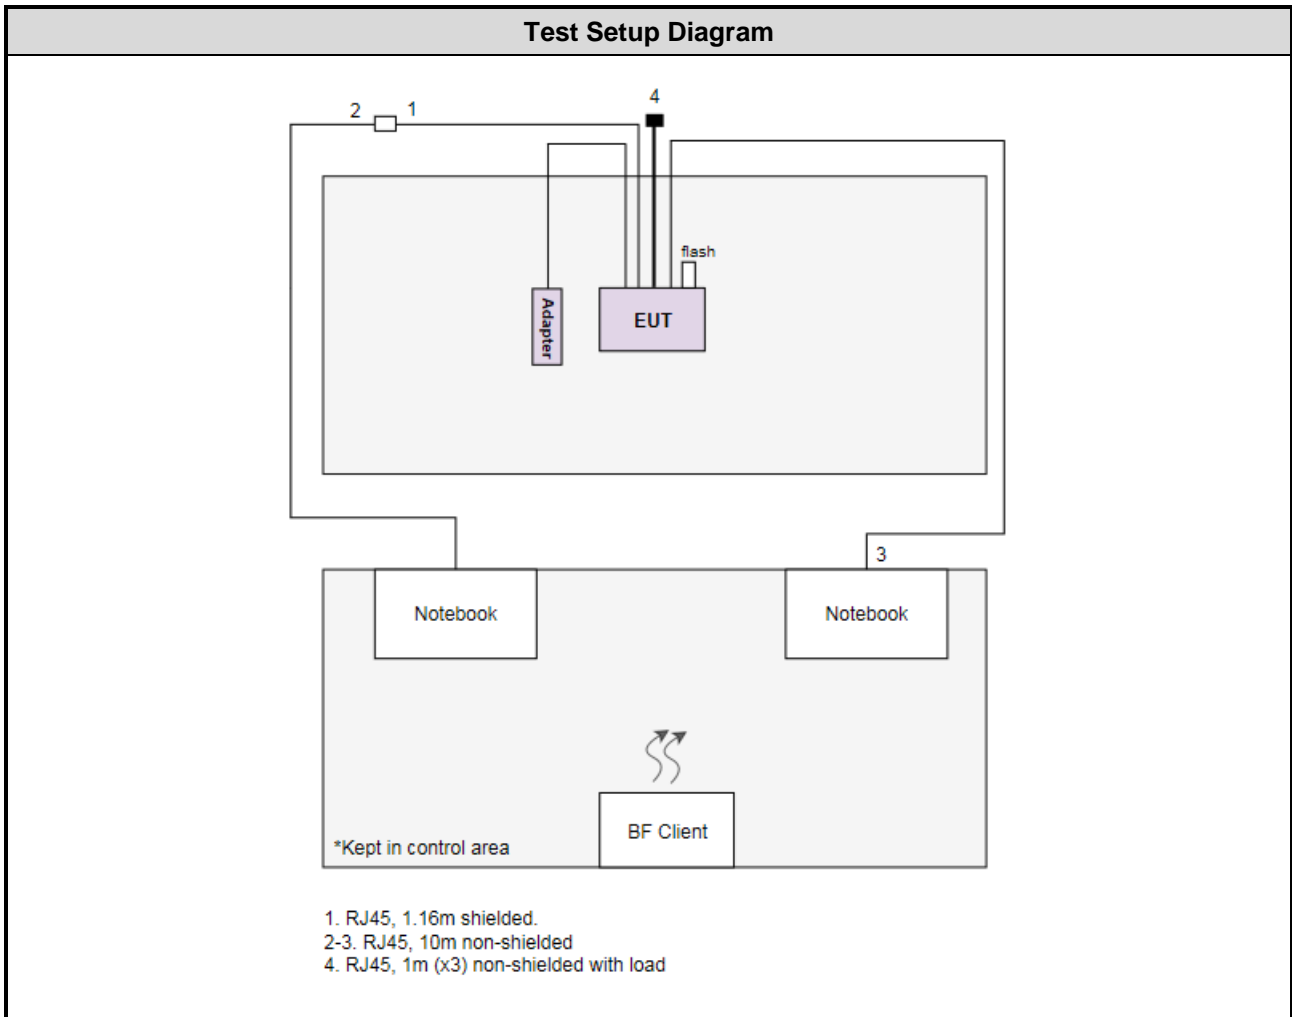 Test Setup Diagram
4
2
1
flash
Adapter
EUT
3
Notebook
Notebook
BF Client
*Kept in control area
1. RJ45, 1.16m shielded.
2-3. RJ45, 10m non-shielded
4. RJ45, 1m (x3) non-shielded with load